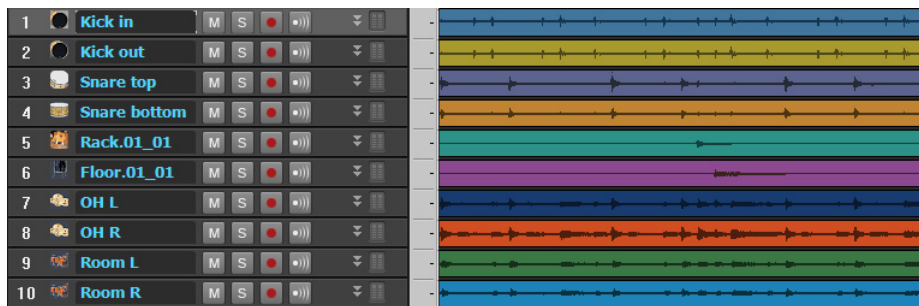 1 Kick in M S
2 Kick out M S
3 Snare top M S
4 Snare bottom M S
5 Rack.01_01 M S
6 Floor.01_01 M S
7 OH L M S
8 OH R M S
9 Room L M S
10 Room R M S